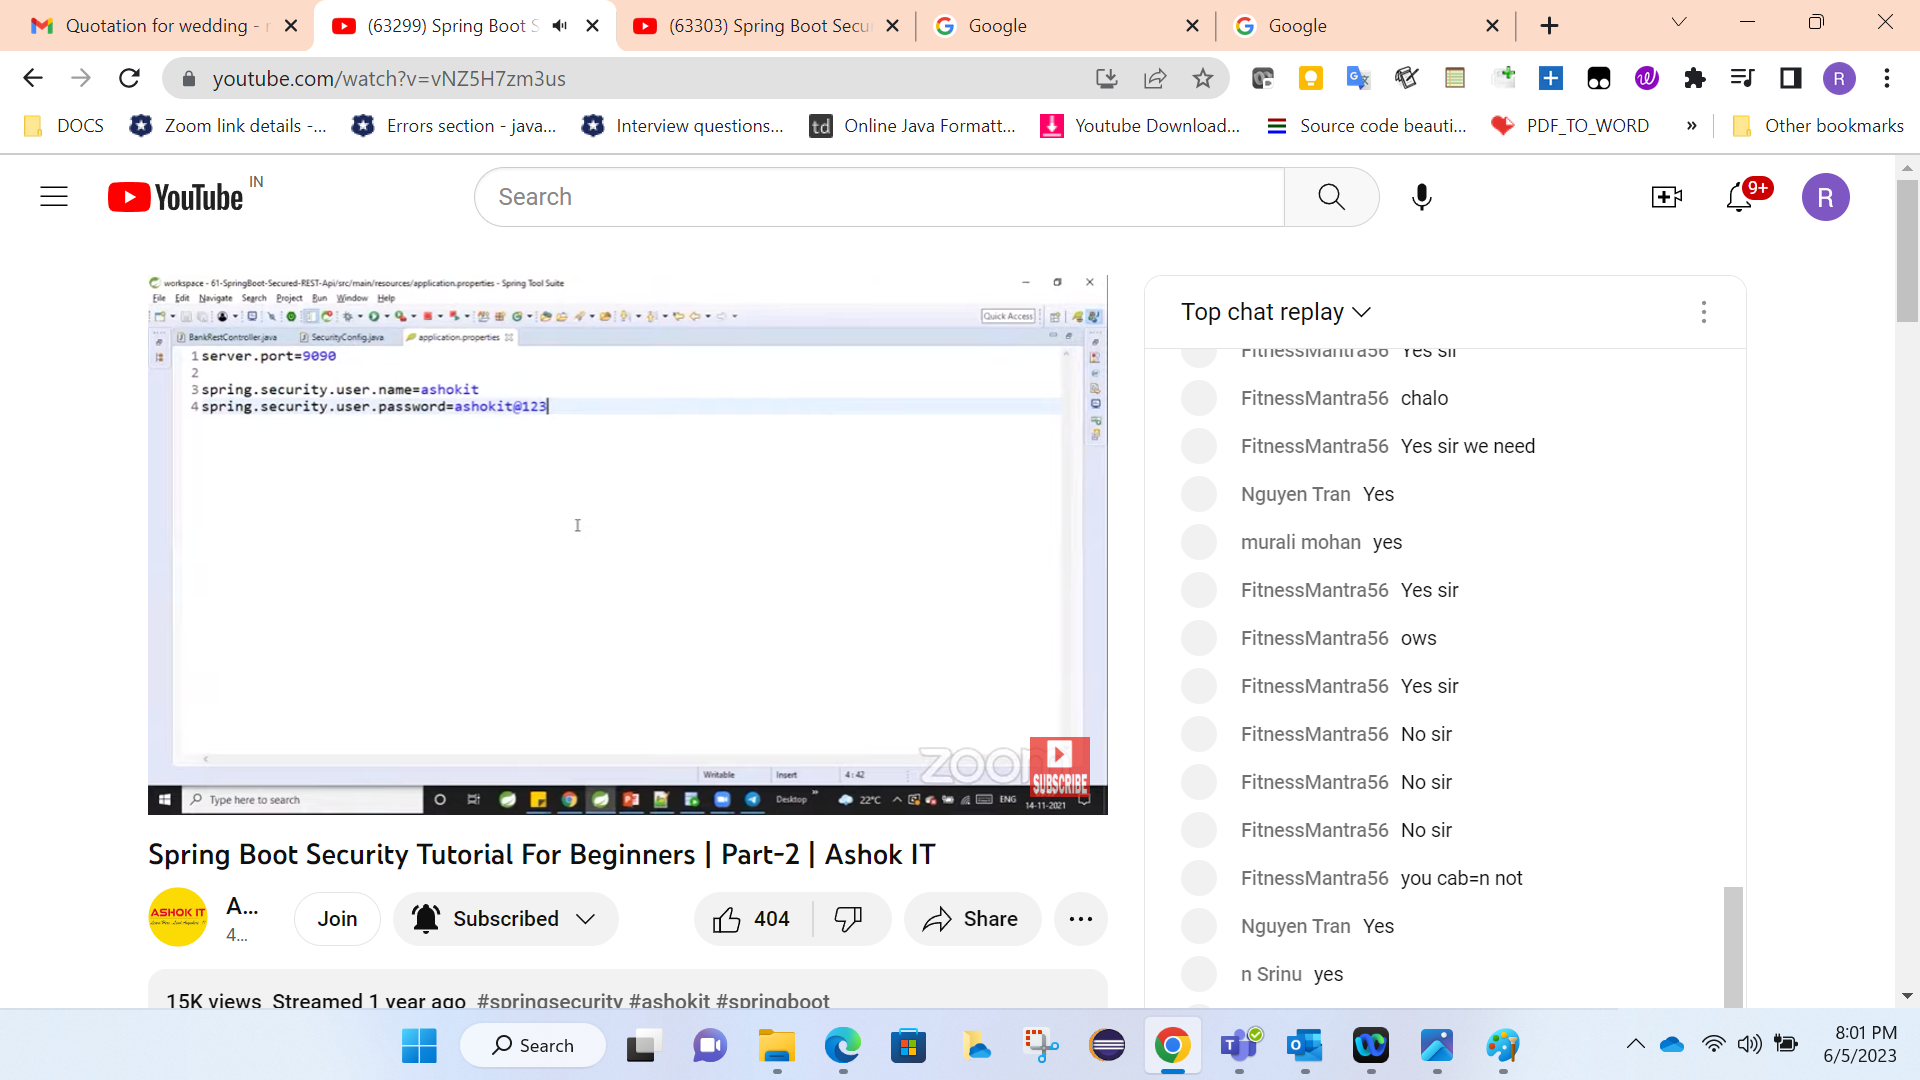 Quotation for wedding - r
(63299) Spring Boot S
(63303) Spring Boot Secu
Google
Google
youtube.com/watch?v=vNZ5H7zm3us
R
DOCS
Zoom link details -...
Errors section - java...
Interview questions...
td
Online Java Formatt...
Youtube Download...
Source code beauti...
PDF_TO_WORD
»
Other bookmarks
YouTube IN
Search
9+
R
workspace - 61-SpringBoot-Secured-REST-Api/src/main/resources/application.properties - Spring Tool Suite
File Edit Navigate Search Project Run Window Help
Quick Access
BankRestController.java
SecurityConfig.java
application.properties
1 server.port=9090
2
3 spring.security.user.name=ashokit
4 spring.security.user.password=ashokit@123
Writable
Insert
4:42
zoom
SUBSCRIBE
Type here to search
Desktop
22°C
ENG
14-11-2021
Top chat replay
FitnessMantra56 Yes sir
FitnessMantra56 chalo
FitnessMantra56 Yes sir we need
Nguyen Tran Yes
murali mohan yes
FitnessMantra56 Yes sir
FitnessMantra56 ows
FitnessMantra56 Yes sir
FitnessMantra56 No sir
FitnessMantra56 No sir
FitnessMantra56 No sir
FitnessMantra56 you cab=n not
Nguyen Tran Yes
n Srinu yes
Spring Boot Security Tutorial For Beginners | Part-2 | Ashok IT
ASHOK IT
A...
4...
Join
Subscribed
404
Share
15K views Streamed 1 year ago #springsecurity #ashokit #springboot
Search
8:01 PM
6/5/2023